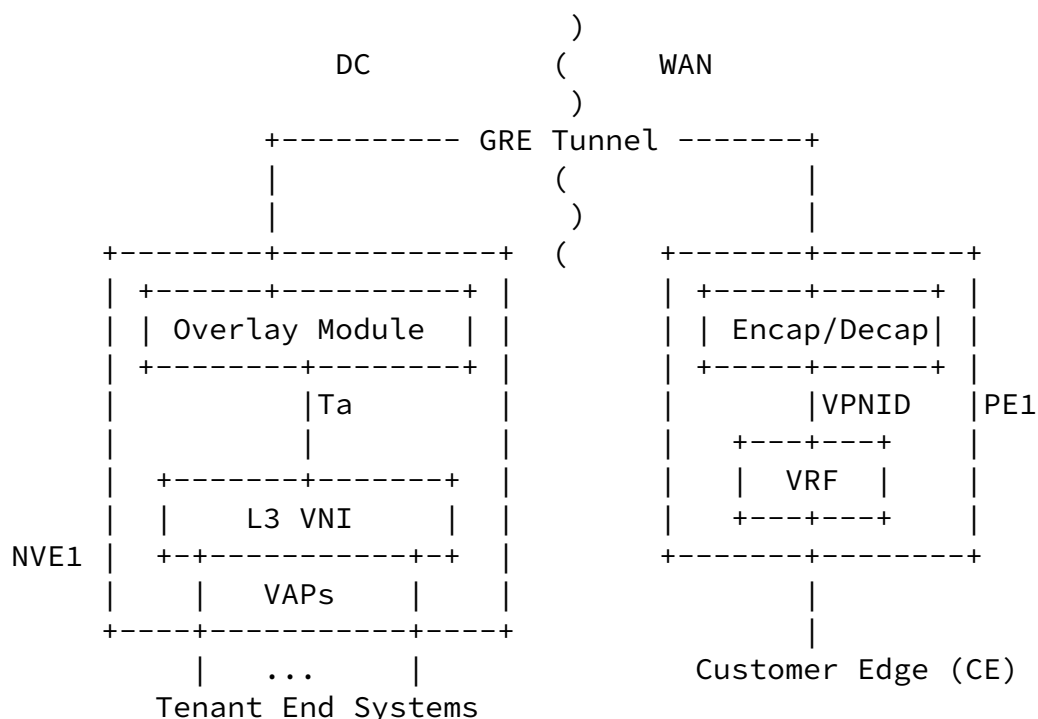 DC WAN
GRE Tunnel
Overlay Module Encap/Decap
Ta VPNID PE1
VRF
L3 VNI
NVE1
VAPs
...
Customer Edge (CE)
Tenant End Systems